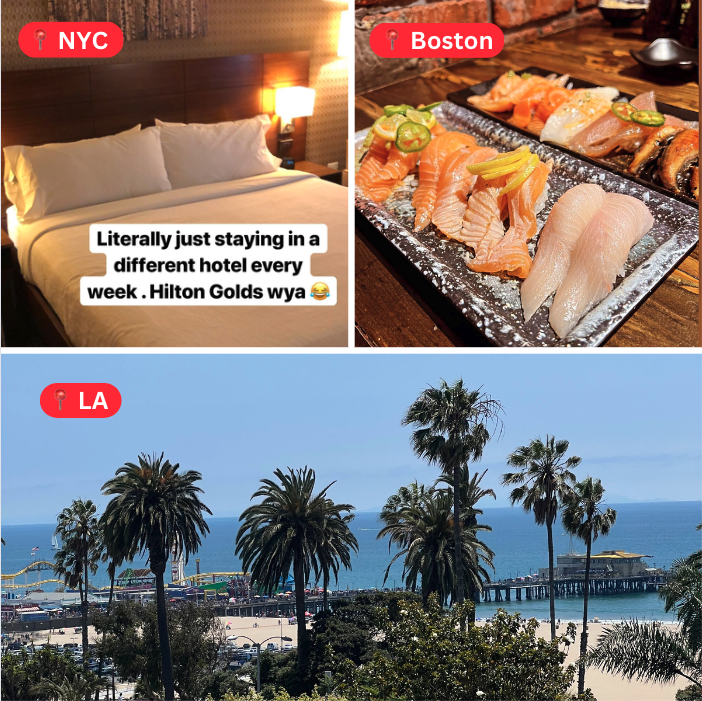 📍 NYC
📍 Boston
Literally just staying in a
different hotel every
week . Hilton Golds wya 😂
📍 LA